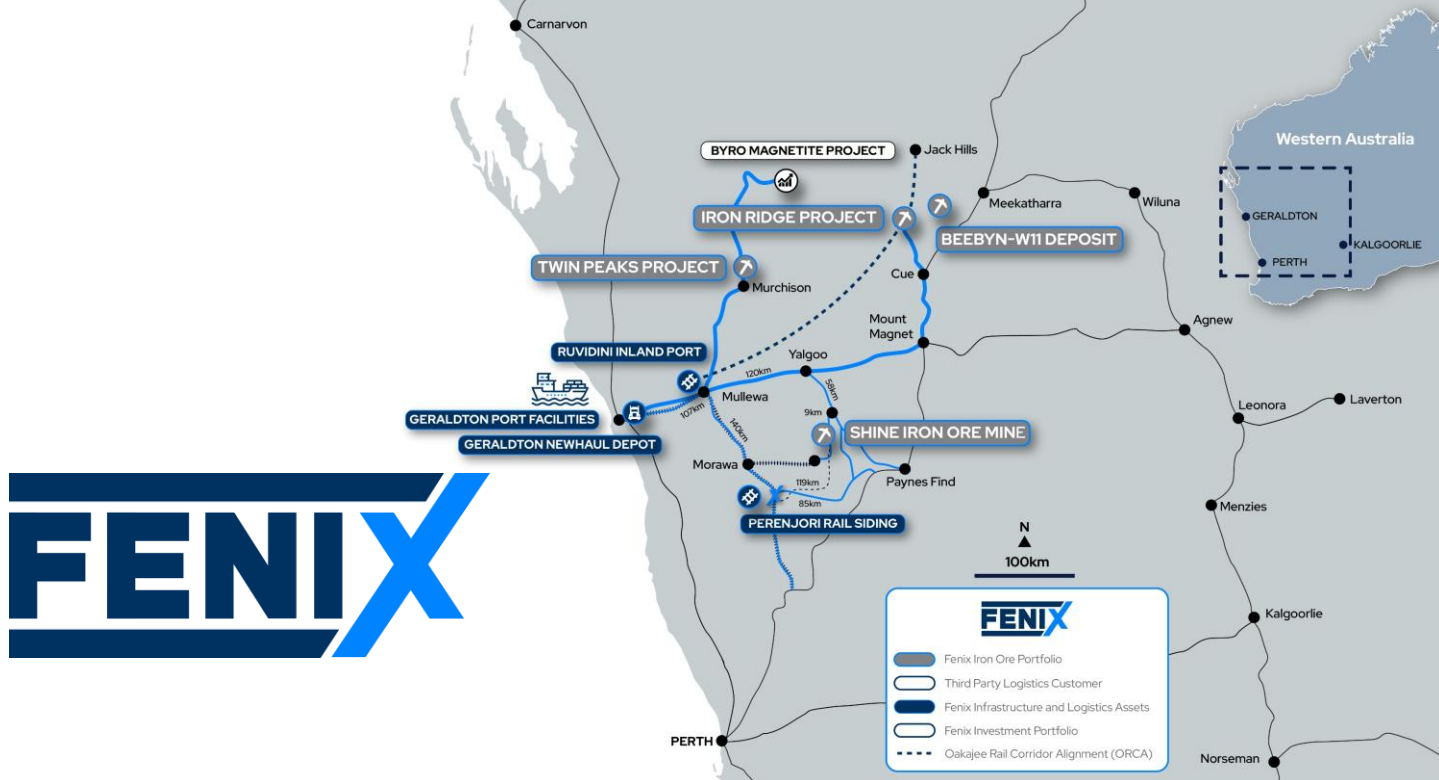 Carnarvon
BYRO MAGNETITE PROJECT
Jack Hills
Western Australia
Meekatharra
Wiluna
IRON RIDGE PROJECT
GERALDTON
BEEBYN-W11 DEPOSIT
KALGOORLIE
TWIN PEAKS PROJECT
PERTH
Cue
Murchison
Mount
Magnet
Agnew
RUVIDINI INLAND PORT
Yalgoo
120km
58km
Mullewa
107km
Laverton
Leonora
GERALDTON PORT FACILITIES
9km
140km
SHINE IRON ORE MINE
GERALDTON NEWHAUL DEPOT
Morawa
119km
Paynes Find
85km
Menzies
PERENJORI RAIL SIDING
FENIX
N
100km
FENIX
Fenix Iron Ore Portfolio
Third Party Logistics Customer
Fenix Infrastructure and Logistics Assets
Fenix Investment Portfolio
Oakajee Rail Corridor Alignment (ORCA)
Kalgoorlie
PERTH
Norseman